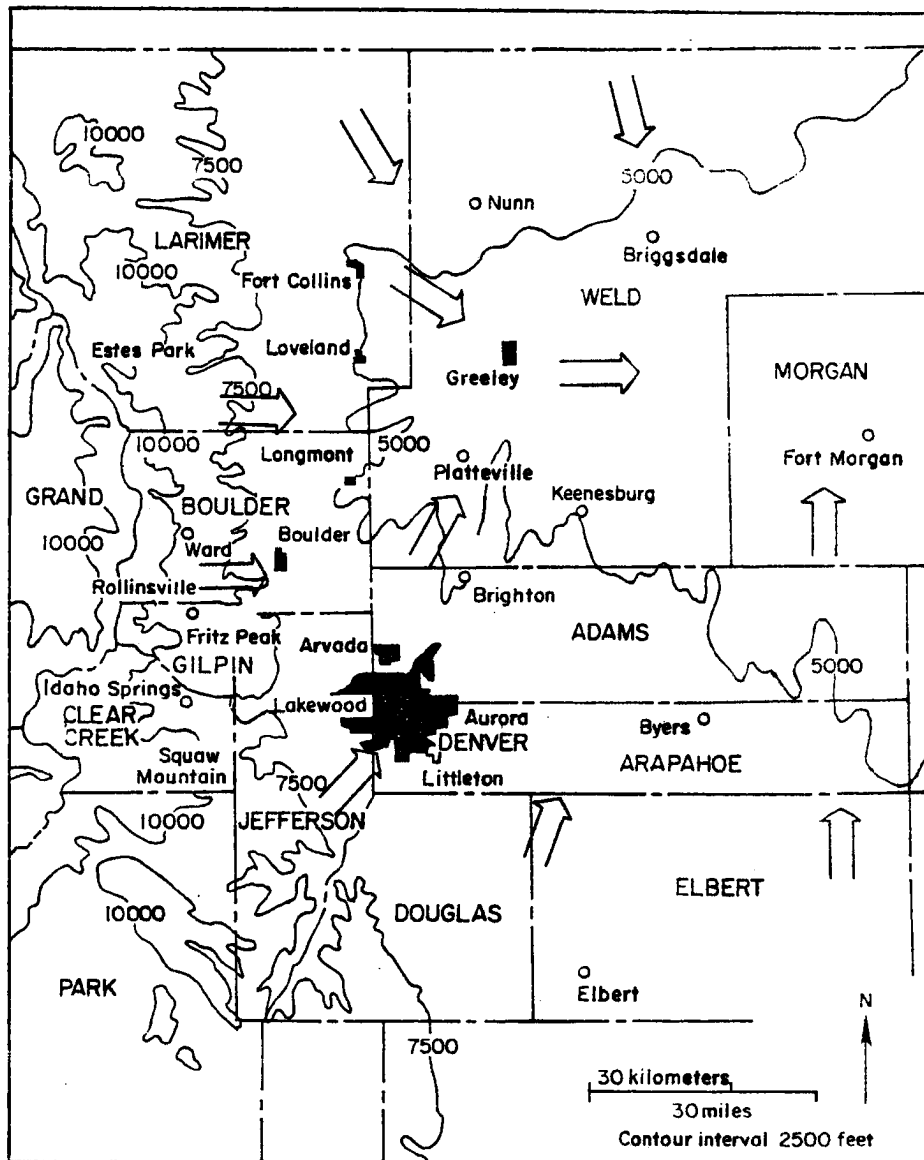 10000
7500
5000
Nunn
LARIMER
Briggsdale
10000
Fort Collins
WELD
Estes Park
Loveland
Greeley
MORGAN
7500
10000
5000
Longmont
Platteville
Fort Morgan
GRAND
BOULDER
Keenesburg
10000
Ward
Boulder
Rollinsville
Brighton
Fritz Peak
ADAMS
Arvada
GILPIN
5000
Idaho Springs
Lakewood
CLEAR
CREEK
Aurora
Byers
DENVER
ARAPAHOE
Squaw
Mountain
7500
Littleton
10000
JEFFERSON
ELBERT
10000
DOUGLAS
PARK
Elbert
N
7500
30 kilometers
30 miles
Contour interval 2500 feet